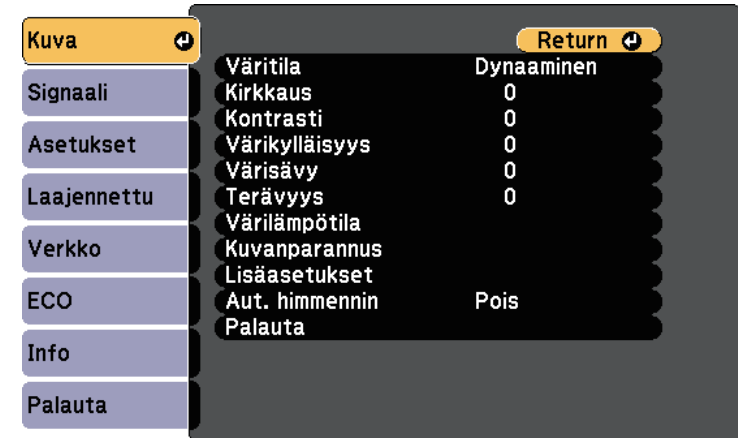 Kuva
Signaali
Asetukset
Laajennettu
Verkko
ECO
Info
Palauta
Return
Väritila Dynaaminen
Kirkkaus 0
Kontrasti 0
Värikylläisyys 0
Värisävy 0
Terävyys 0
Värilämpötila
Kuvanparannus
Lisäasetukset
Aut. himmennin Pois
Palauta